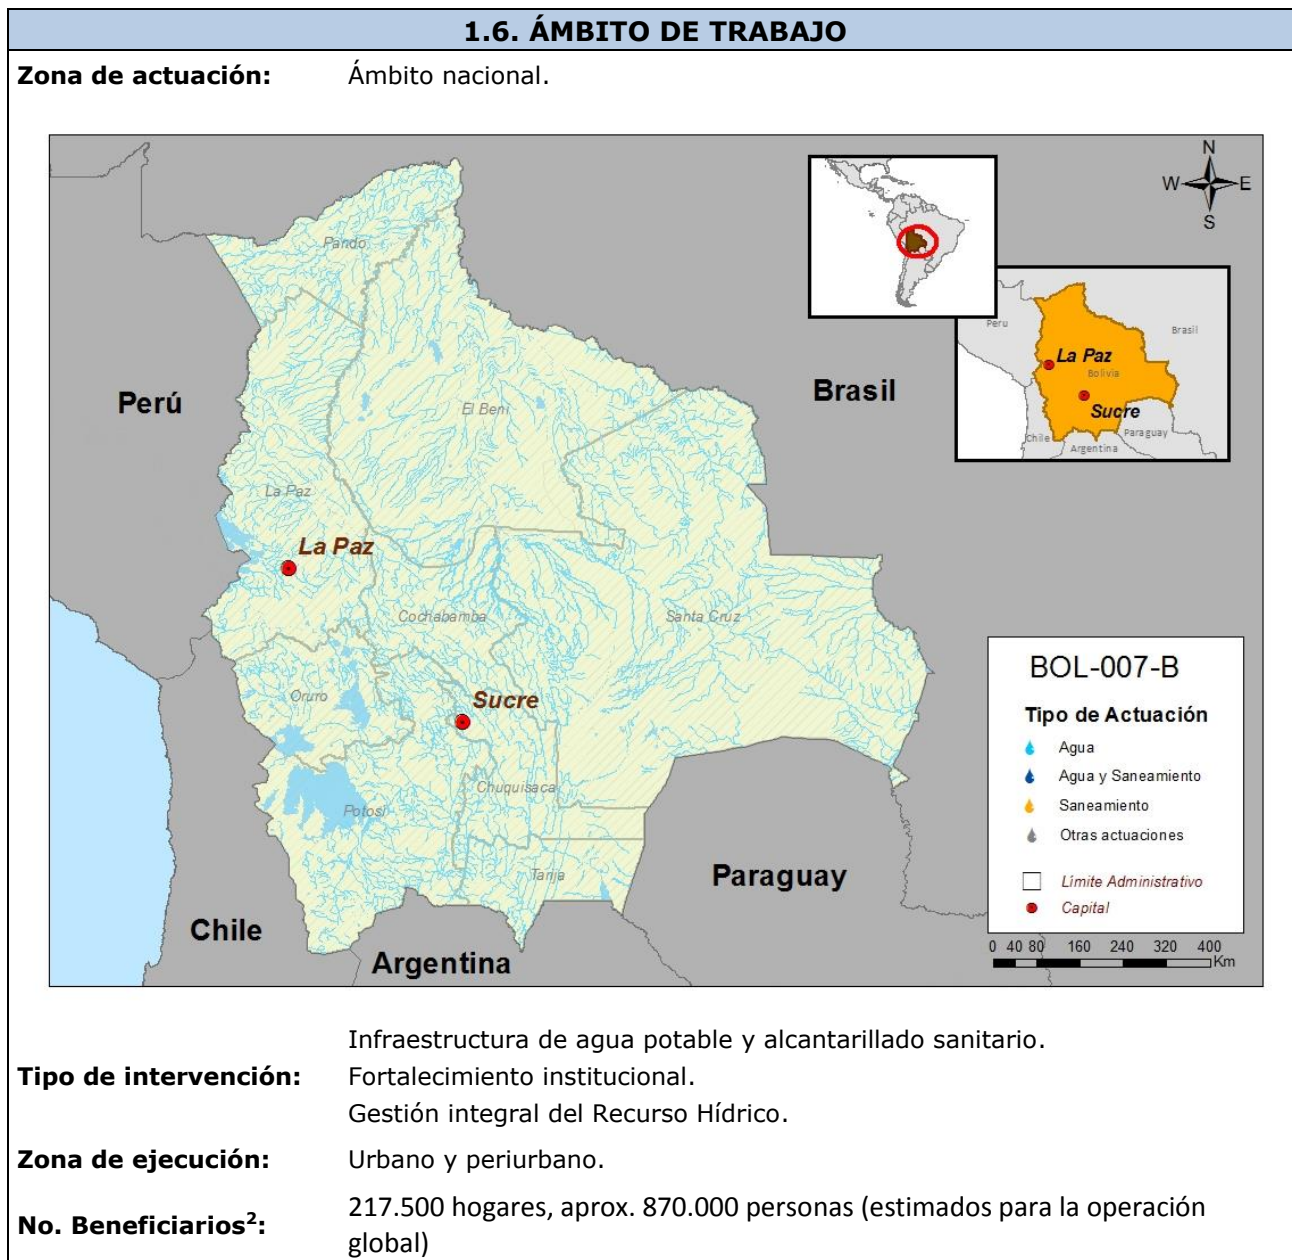 1.6. ÁMBITO DE TRABAJO
Zona de actuación: Ámbito nacional.
N
W E
S
Perú
Brasil
Chile
Argentina
Paraguay
Pando
El Beni
La Paz
La Paz
Cochabamba
Santa Cruz
Oruro
Sucre
Chuquisaca
Potosi
Tarija
Peru
Brasil
La Paz
Bolivia
Sucre
Chile
Paraguay
Argentina
BOL-007-B
Tipo de Actuación
Agua
Agua y Saneamiento
Saneamiento
Otras actuaciones
Límite Administrativo
Capital
0 40 80 160 240 320 400
Km
Tipo de intervención: Infraestructura de agua potable y alcantarillado sanitario.
Fortalecimiento institucional.
Gestión integral del Recurso Hídrico.
Zona de ejecución: Urbano y periurbano.
No. Beneficiarios²: 217.500 hogares, aprox. 870.000 personas (estimados para la operación
global)